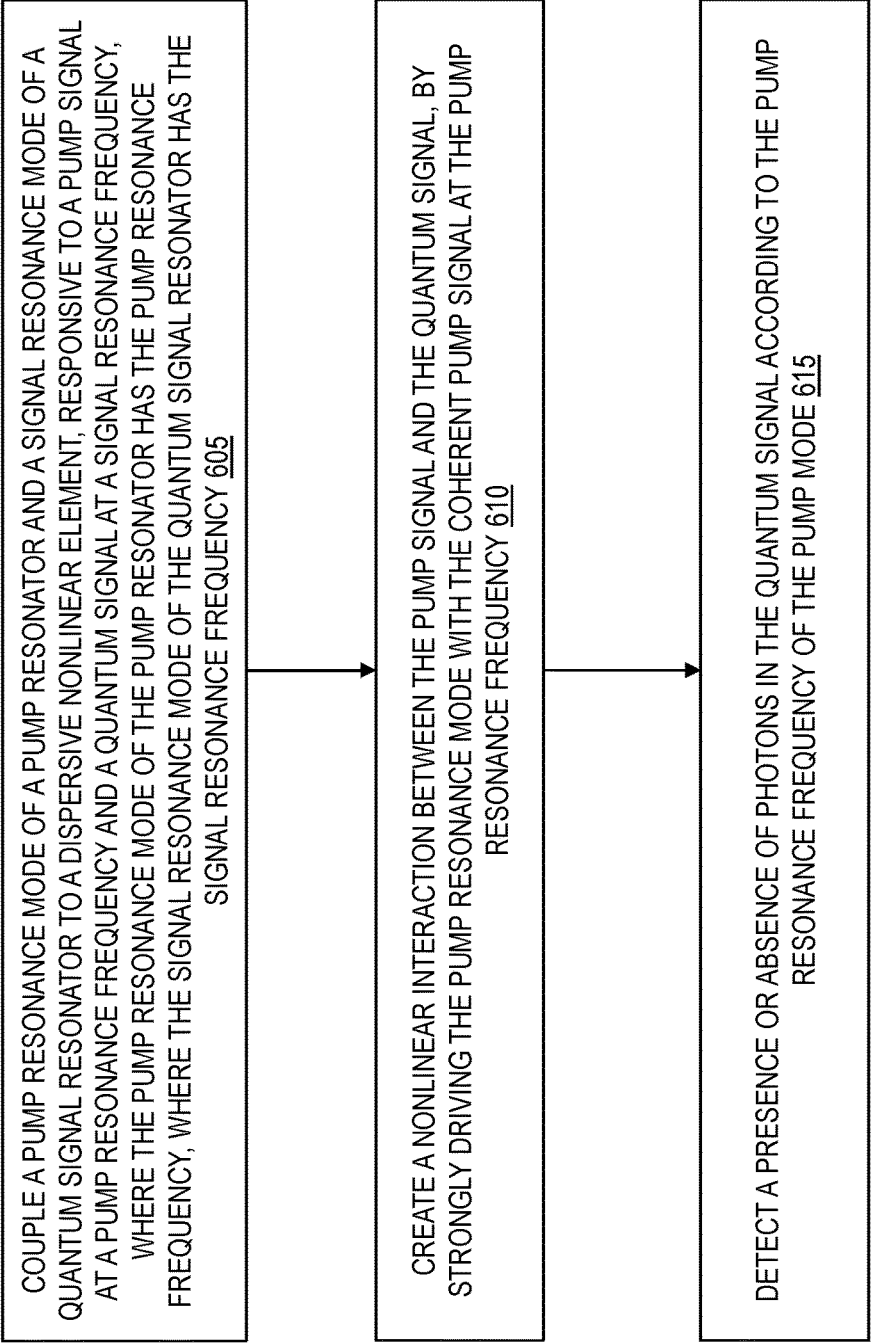 COUPLE A PUMP RESONANCE MODE OF A PUMP RESONATOR AND A SIGNAL RESONANCE MODE OF A
QUANTUM SIGNAL RESONATOR TO A DISPERSIVE NONLINEAR ELEMENT, RESPONSIVE TO A PUMP SIGNAL
AT A PUMP RESONANCE FREQUENCY AND A QUANTUM SIGNAL AT A SIGNAL RESONANCE FREQUENCY,
WHERE THE PUMP RESONANCE MODE OF THE PUMP RESONATOR HAS THE PUMP RESONANCE
FREQUENCY, WHERE THE SIGNAL RESONANCE MODE OF THE QUANTUM SIGNAL RESONATOR HAS THE
SIGNAL RESONANCE FREQUENCY 605
CREATE A NONLINEAR INTERACTION BETWEEN THE PUMP SIGNAL AND THE QUANTUM SIGNAL, BY
STRONGLY DRIVING THE PUMP RESONANCE MODE WITH THE COHERENT PUMP SIGNAL AT THE PUMP
RESONANCE FREQUENCY 610
DETECT A PRESENCE OR ABSENCE OF PHOTONS IN THE QUANTUM SIGNAL ACCORDING TO THE PUMP
RESONANCE FREQUENCY OF THE PUMP MODE 615